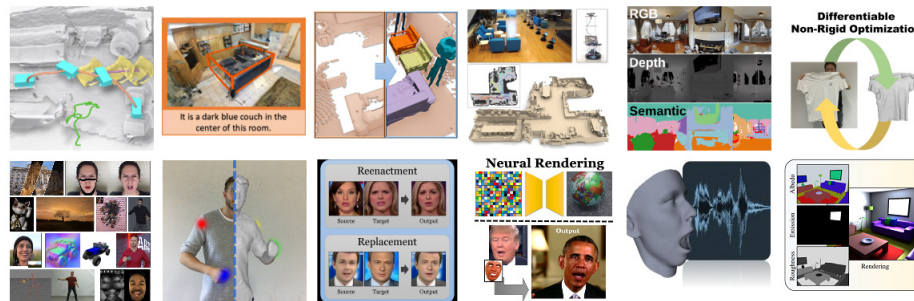 It is a dark blue couch in the
center of this room.
RGB
Depth
Semantic
Differentiable
Non-Rigid Optimization
Reenactment
Source Target Output
Replacement
Source Target Output
Neural Rendering
Output
Albedo
Emission
Roughness
Rendering